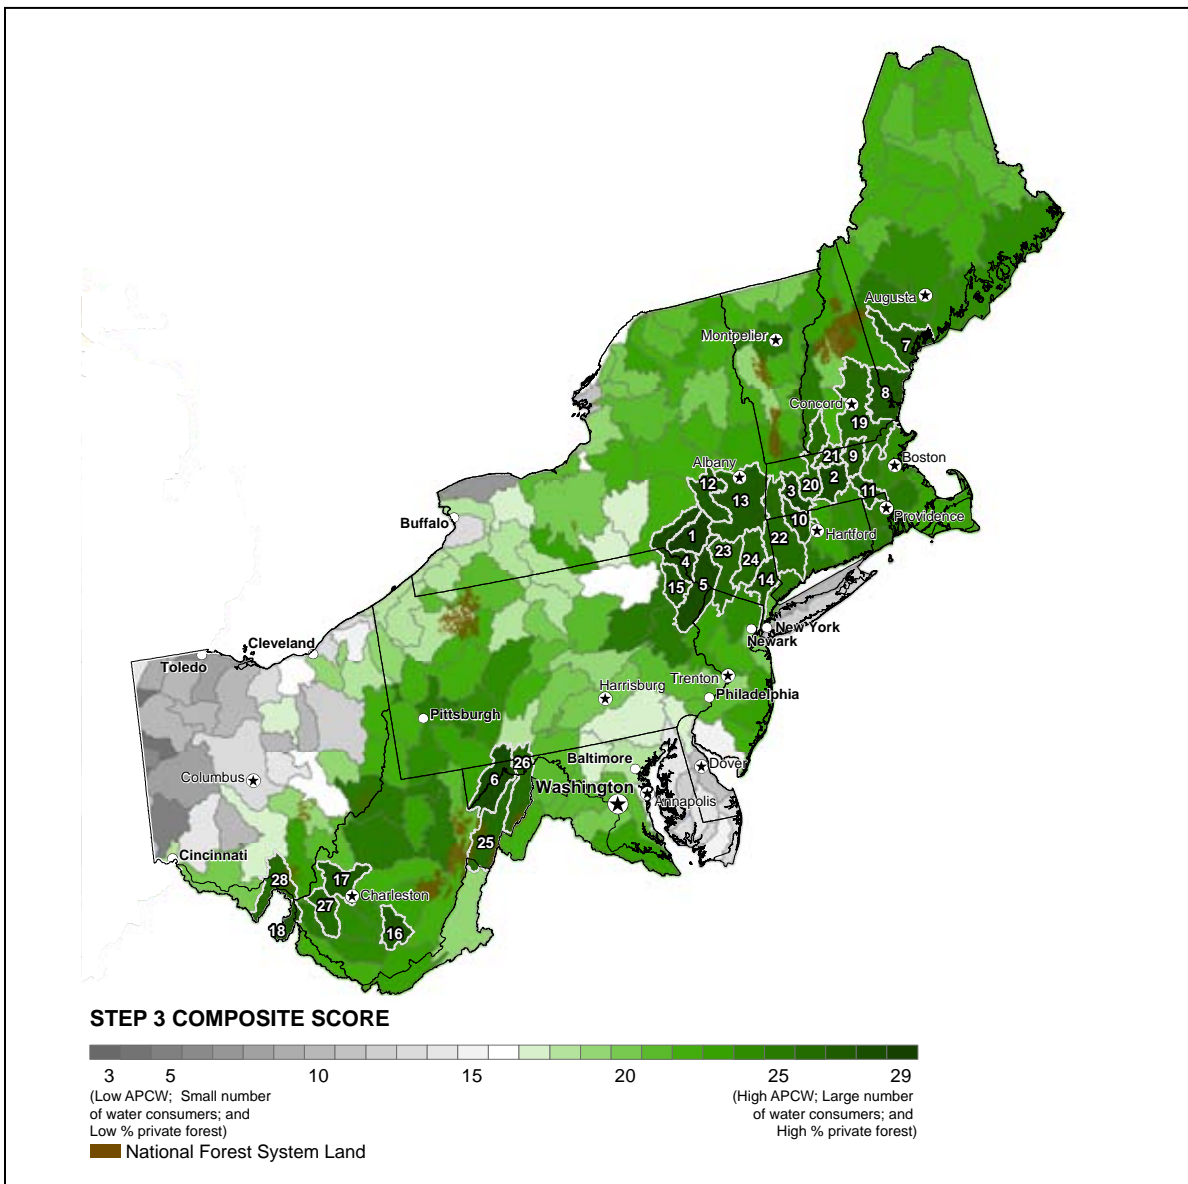 Augusta
Montpelier
7
8
Concord
19
21
9
Boston
Albany
12
3
20
2
13
11
10
Providence
Buffalo
1
22
Hartford
23
24
4
14
15
5
New York
Newark
Cleveland
Toledo
Trenton
Harrisburg
Philadelphia
Pittsburgh
26
Baltimore
Dover
6
Columbus
Washington
Annapolis
25
Cincinnati
28
17
Charleston
27
18
16
STEP 3 COMPOSITE SCORE
3 5 10 15 20 25 29
(Low APCW; Small number
of water consumers; and
Low % private forest)
(High APCW; Large number
of water consumers; and
High % private forest)
National Forest System Land